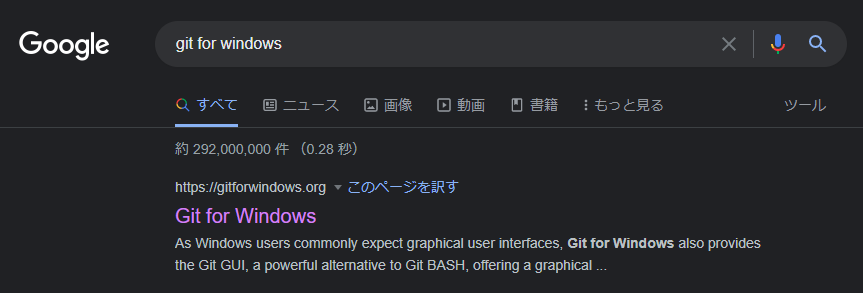 Google
git for windows
すべて ニュース 画像 動画 書籍 もっと見る ツール
約 292,000,000 件 （0.28 秒）
https://gitforwindows.org このページを訳す
Git for Windows
As Windows users commonly expect graphical user interfaces, Git for Windows also provides
the Git GUI, a powerful alternative to Git BASH, offering a graphical ...